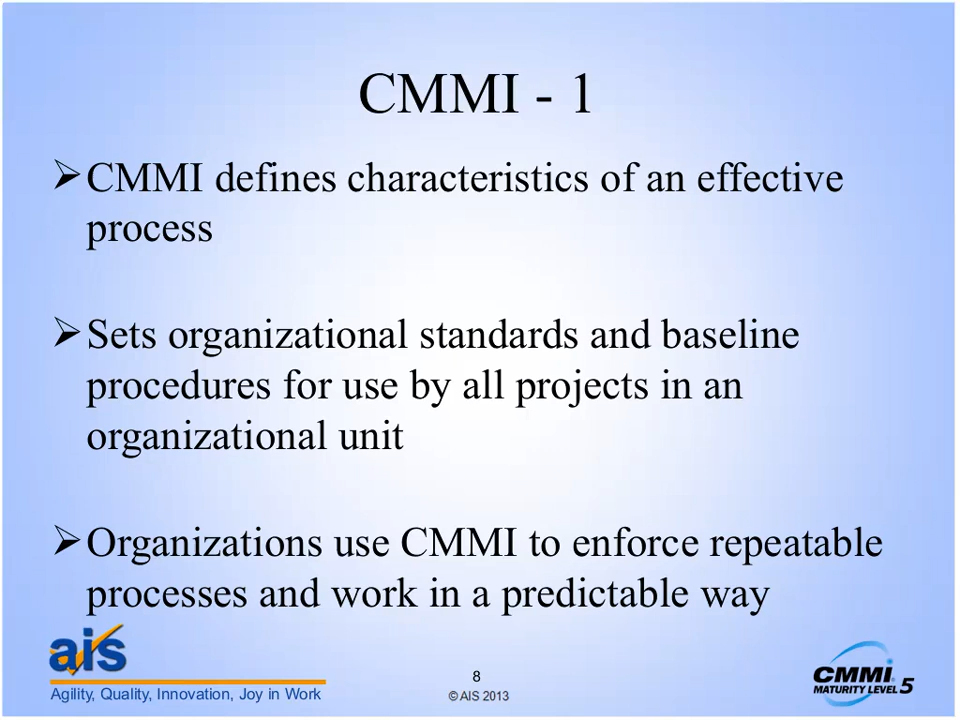 CMMI - 1
➢CMMI defines characteristics of an effective
process
➢Sets organizational standards and baseline
procedures for use by all projects in an
organizational unit
➢Organizations use CMMI to enforce repeatable
processes and work in a predictable way
ais
Agility, Quality, Innovation, Joy in Work
8
© AIS 2013
CMMI
MATURITY LEVEL 5